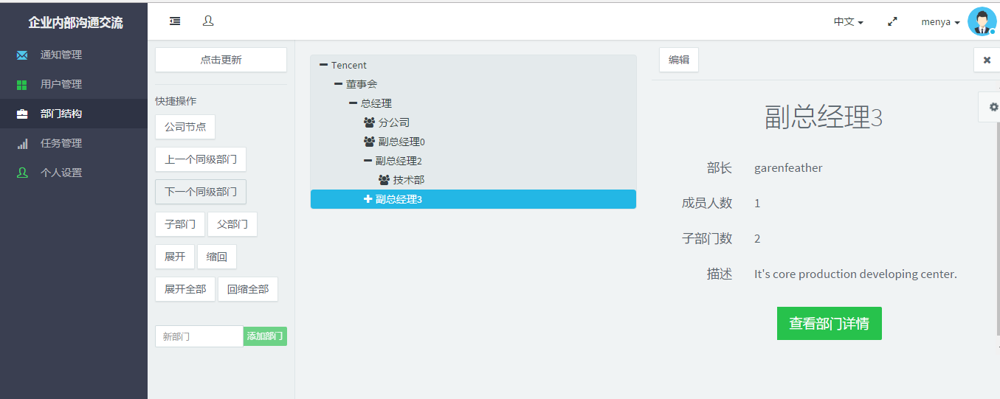 企业内部沟通交流
通知管理
用户管理
部门结构
任务管理
个人设置
中文
menya
点击更新
快捷操作
公司节点
上一个同级部门
下一个同级部门
子部门 父部门
展开 缩回
展开全部 回缩全部
新部门 添加部门
Tencent
董事会
总经理
分公司
副总经理0
副总经理2
技术部
副总经理3
编辑
副总经理3
部长 garenfeather
成员人数 1
子部门数 2
描述 It's core production developing center.
查看部门详情